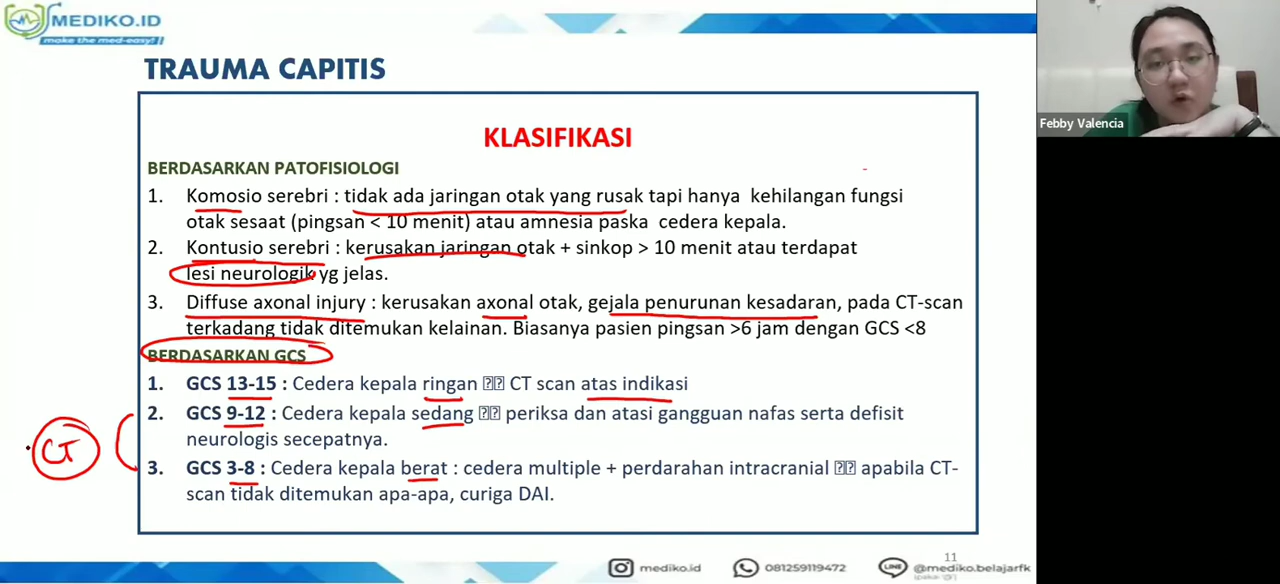 MEDIKO.ID
make the med-easy!
TRAUMA CAPITIS
KLASIFIKASI
BERDASARKAN PATOFISIOLOGI
1. Komosio serebri : tidak ada jaringan otak yang rusak tapi hanya kehilangan fungsi
otak sesaat (pingsan < 10 menit) atau amnesia paska cedera kepala.
2. Kontusio serebri : kerusakan jaringan otak + sinkop > 10 menit atau terdapat
lesi neurologik yg jelas.
3. Diffuse axonal injury : kerusakan axonal otak, gejala penurunan kesadaran, pada CT-scan
terkadang tidak ditemukan kelainan. Biasanya pasien pingsan >6 jam dengan GCS <8
BERDASARKAN GCS
1. GCS 13-15 : Cedera kepala ringan CT scan atas indikasi
2. GCS 9-12 : Cedera kepala sedang periksa dan atasi gangguan nafas serta defisit
neurologis secepatnya.
3. GCS 3-8 : Cedera kepala berat : cedera multiple + perdarahan intracranial apabila CT-
scan tidak ditemukan apa-apa, curiga DAI.
CT
11
mediko.id
081259119472
LINE
@mediko.belajarfk
(pakai '@')
Febby Valencia